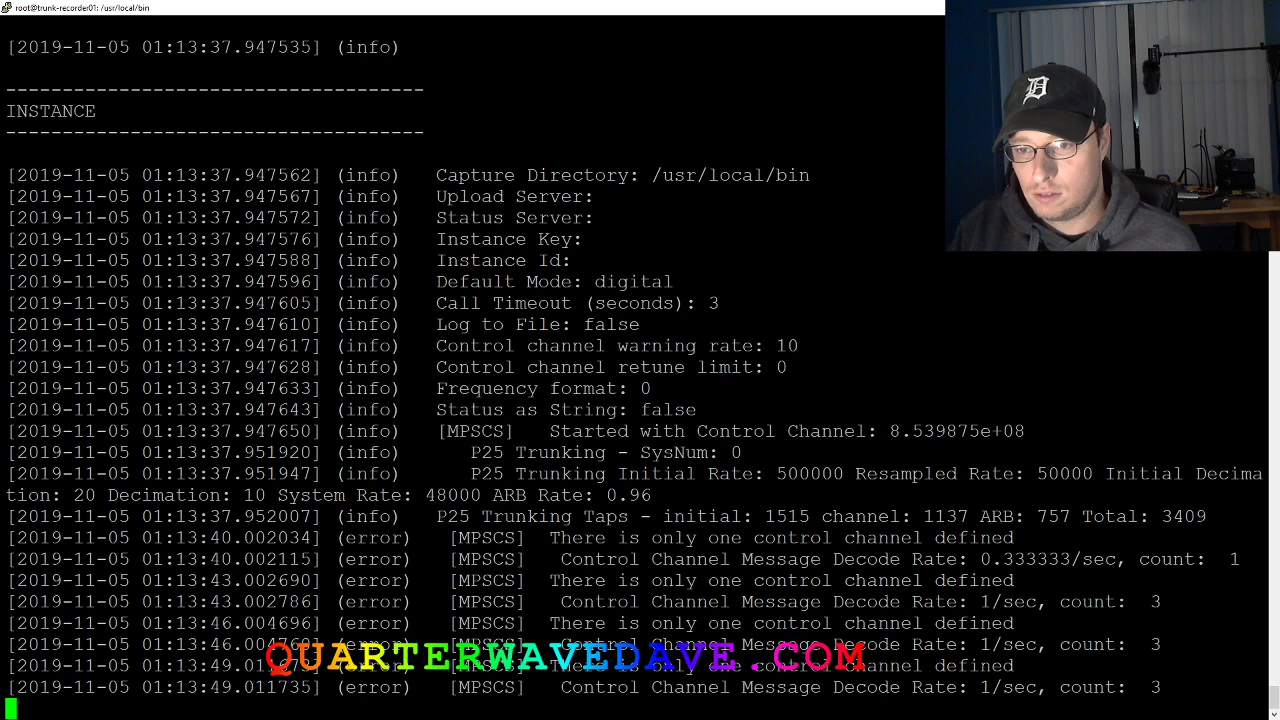 root@trunk-recorder01: /usr/local/bin
[2019-11-05 01:13:37.947535] (info)
-------------------------------------
INSTANCE
-------------------------------------
[2019-11-05 01:13:37.947562] (info)   Capture Directory: /usr/local/bin
[2019-11-05 01:13:37.947567] (info)   Upload Server:
[2019-11-05 01:13:37.947572] (info)   Status Server:
[2019-11-05 01:13:37.947576] (info)   Instance Key:
[2019-11-05 01:13:37.947588] (info)   Instance Id:
[2019-11-05 01:13:37.947596] (info)   Default Mode: digital
[2019-11-05 01:13:37.947605] (info)   Call Timeout (seconds): 3
[2019-11-05 01:13:37.947610] (info)   Log to File: false
[2019-11-05 01:13:37.947617] (info)   Control channel warning rate: 10
[2019-11-05 01:13:37.947628] (info)   Control channel retune limit: 0
[2019-11-05 01:13:37.947633] (info)   Frequency format: 0
[2019-11-05 01:13:37.947643] (info)   Status as String: false
[2019-11-05 01:13:37.947650] (info)   [MPSCS]   Started with Control Channel: 8.539875e+08
[2019-11-05 01:13:37.951920] (info)      P25 Trunking - SysNum: 0
[2019-11-05 01:13:37.951947] (info)      P25 Trunking Initial Rate: 500000 Resampled Rate: 50000 Initial Decima
tion: 20 Decimation: 10 System Rate: 48000 ARB Rate: 0.96
[2019-11-05 01:13:37.952007] (info)   P25 Trunking Taps - initial: 1515 channel: 1137 ARB: 757 Total: 3409
[2019-11-05 01:13:40.002034] (error)   [MPSCS]   There is only one control channel defined
[2019-11-05 01:13:40.002115] (error)   [MPSCS]    Control Channel Message Decode Rate: 0.333333/sec, count:  1
[2019-11-05 01:13:43.002690] (error)   [MPSCS]   There is only one control channel defined
[2019-11-05 01:13:43.002786] (error)   [MPSCS]    Control Channel Message Decode Rate: 1/sec, count:  3
[2019-11-05 01:13:46.004696] (error)   [MPSCS]   There is only one control channel defined
[2019-11-05 01:13:46.004760] (error)   [MPSCS]    Control Channel Message Decode Rate: 1/sec, count:  3
QUARTERWAVEDAVE.COM
[2019-11-05 01:13:49.01 (error)   [MPSCS]   There is only one control channel defined
[2019-11-05 01:13:49.011735] (error)   [MPSCS]    Control Channel Message Decode Rate: 1/sec, count:  3